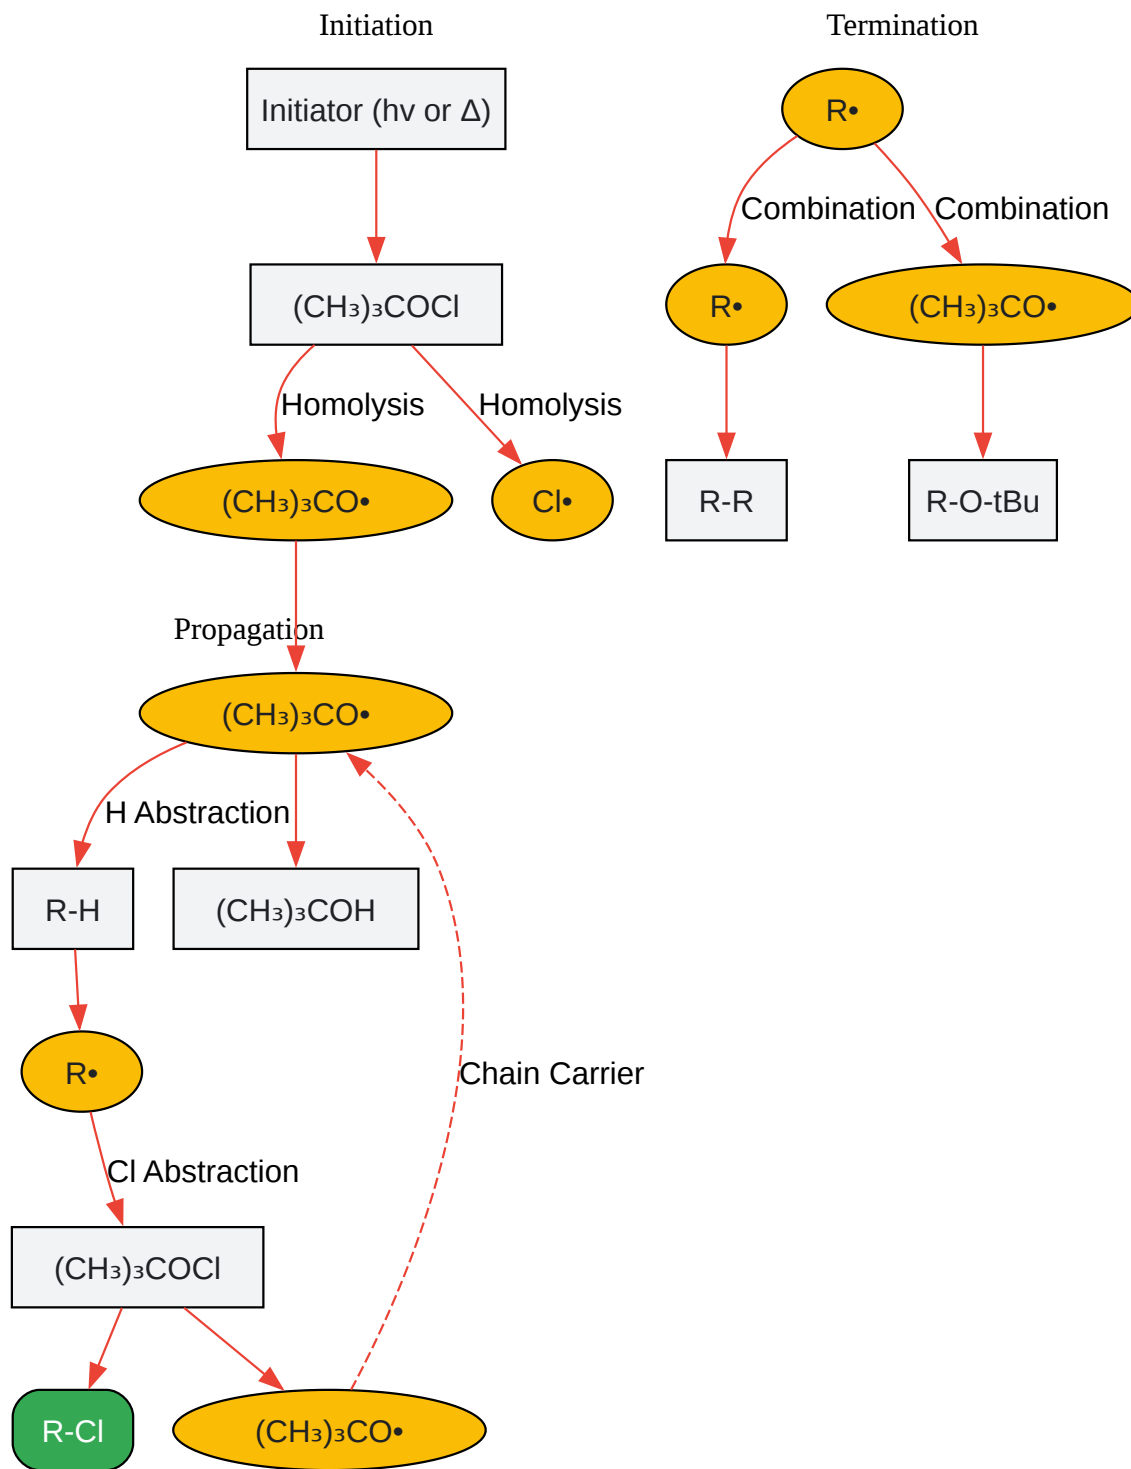 Initiation
Initiator (hv or Δ)
(CH₃)₃COCl
Homolysis
Homolysis
(CH₃)₃CO•
Cl•
Propagation
(CH₃)₃CO•
H Abstraction
R-H
(CH₃)₃COH
R•
Chain Carrier
Cl Abstraction
(CH₃)₃COCl
R-Cl
(CH₃)₃CO•
Termination
R•
Combination
Combination
R•
(CH₃)₃CO•
R-R
R-O-tBu